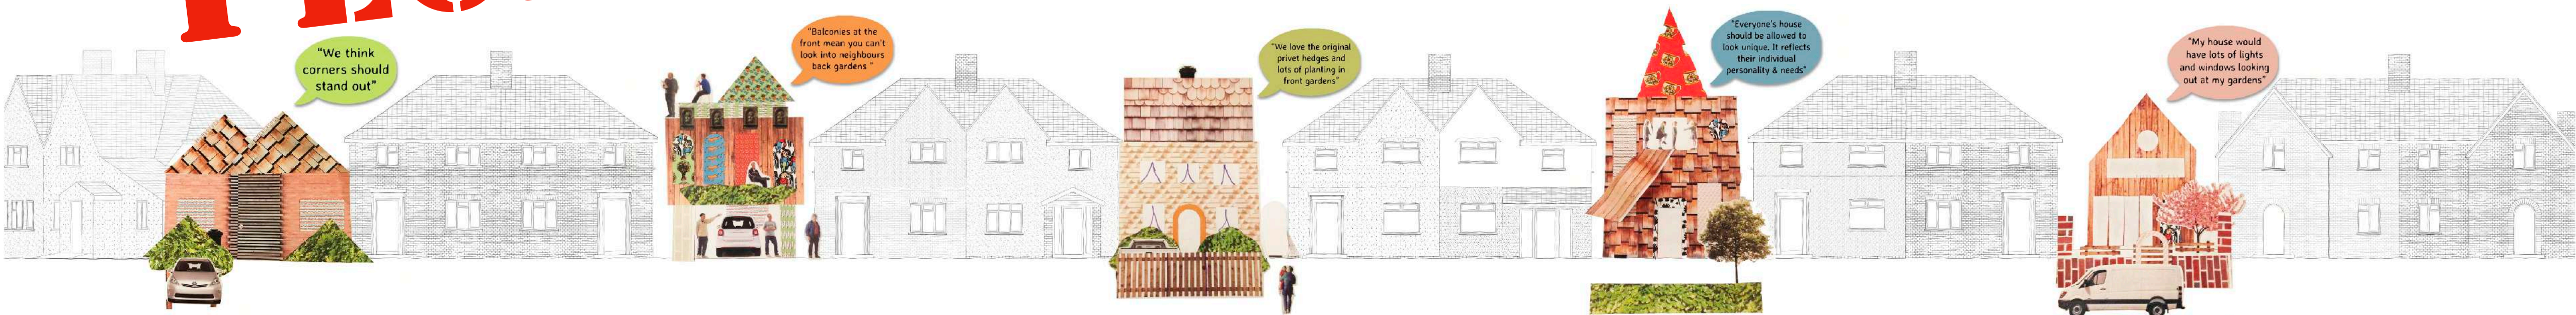 "We think
corners should
stand out"
"Balconies at the
front mean you can't
look into neighbours
back gardens "
"We love the original
privet hedges and
lots of planting in
front gardens"
"Everyone's house
should be allowed to
look unique. It reflects
their individual
personality & needs"
"My house would
have lots of lights
and windows looking
out at my gardens"